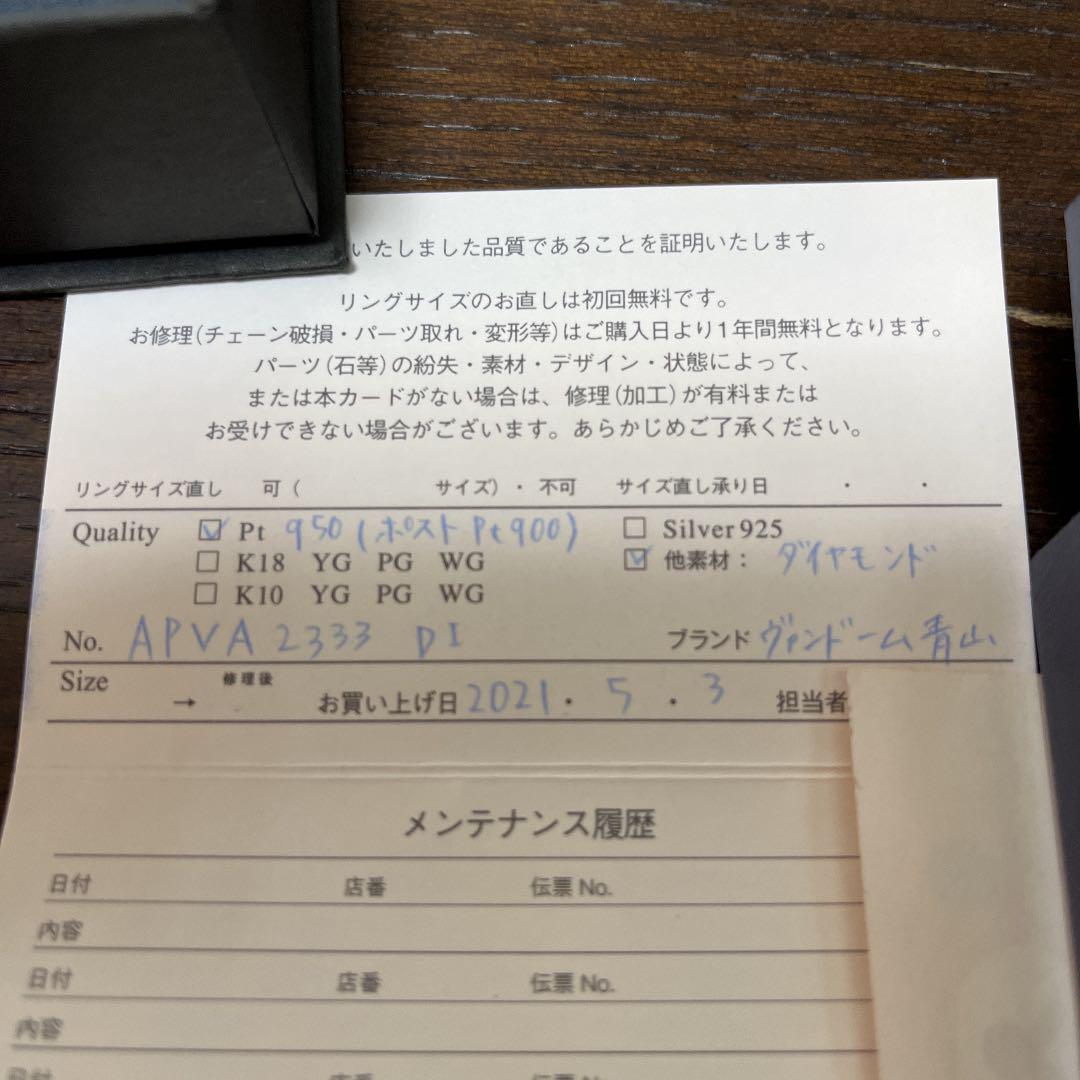 いたしました品質であることを証明いたします。
リングサイズのお直しは初回無料です。
お修理(チェーン破損・パーツ取れ・変形等)はご購入日より1年間無料となります。
パーツ(石等)の紛失・素材・デザイン・状態によって、
または本カードがない場合は、修理(加工)が有料または
お受けできない場合がございます。あらかじめご了承ください。
リングサイズ直し 可( サイズ)・不可 サイズ直し承り日 ・ ・
Quality ☑ Pt 950(ポストPt900) □ Silver925
□ K18 YG PG WG ☑ 他素材: ダイヤモンド
□ K10 YG PG WG
No. APVA 2333 DI ブランド ヴァンドーム青山
Size → 修理後 お買い上げ日 2021・5・3 担当者
メンテナンス履歴
日付 店番 伝票No.
内容
日付 店番 伝票No.
内容
日付 店番 伝票No.